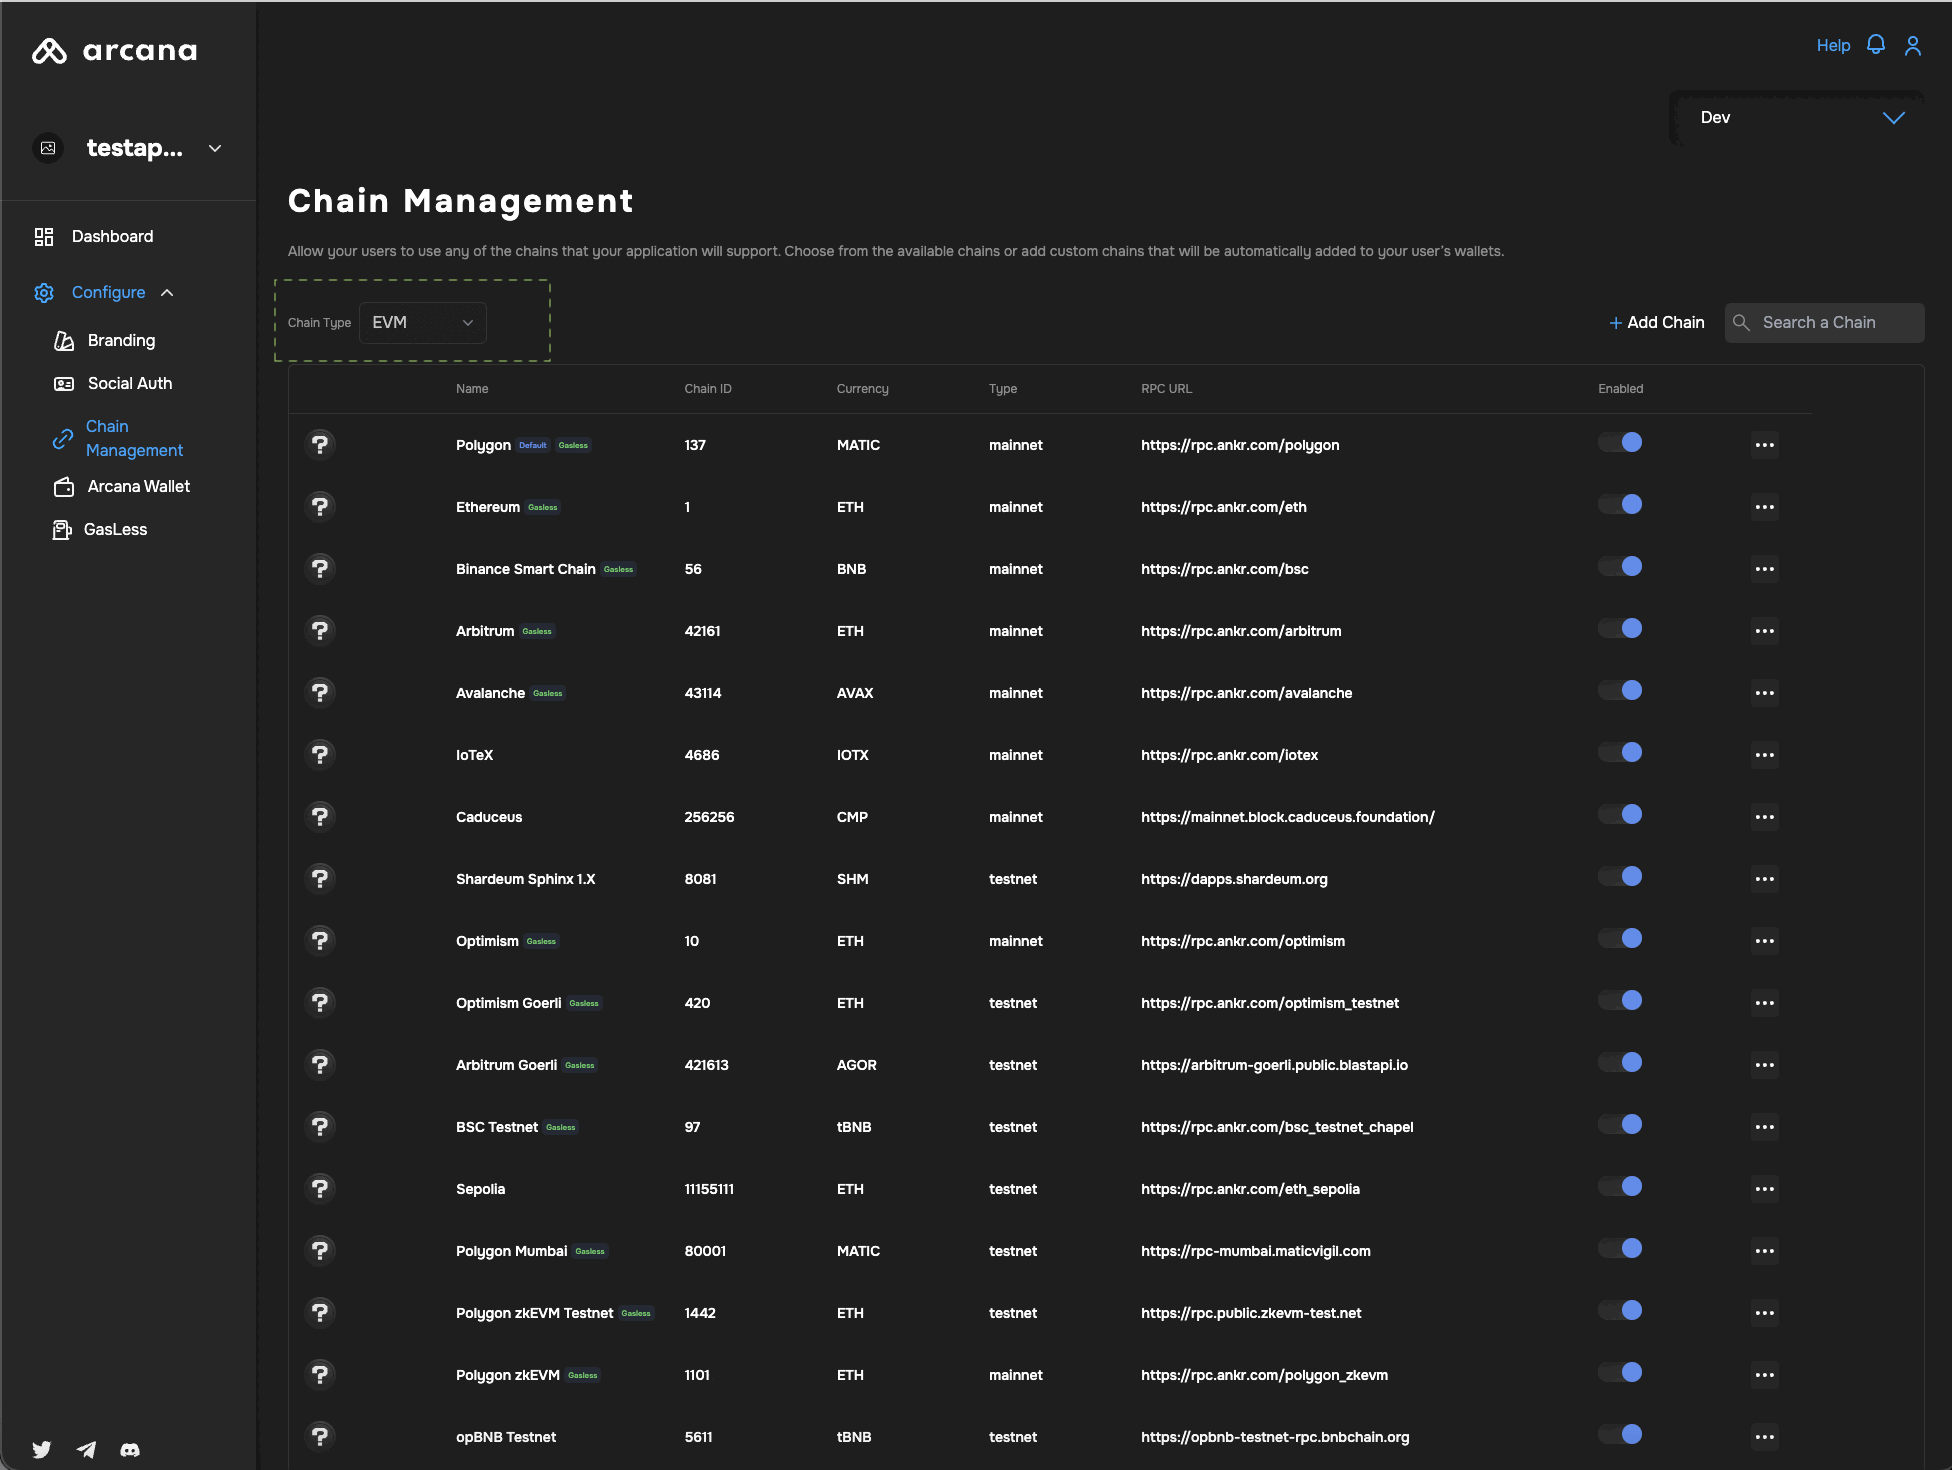 arcana
Help
testap...
Dev
Dashboard
Configure
Branding
Social Auth
Chain
Management
Arcana Wallet
GasLess
Chain Management
Allow your users to use any of the chains that your application will support. Choose from the available chains or add custom chains that will be automatically added to your user's wallets.
Chain Type EVM
+ Add Chain Search a Chain
Name Chain ID Currency Type RPC URL Enabled
Polygon Default Gasless 137 MATIC mainnet https://rpc.ankr.com/polygon
Ethereum Gasless 1 ETH mainnet https://rpc.ankr.com/eth
Binance Smart Chain Gasless 56 BNB mainnet https://rpc.ankr.com/bsc
Arbitrum Gasless 42161 ETH mainnet https://rpc.ankr.com/arbitrum
Avalanche Gasless 43114 AVAX mainnet https://rpc.ankr.com/avalanche
IoTeX 4686 IOTX mainnet https://rpc.ankr.com/iotex
Caduceus 256256 CMP mainnet https://mainnet.block.caduceus.foundation/
Shardeum Sphinx 1.X 8081 SHM testnet https://dapps.shardeum.org
Optimism Gasless 10 ETH mainnet https://rpc.ankr.com/optimism
Optimism Goerli Gasless 420 ETH testnet https://rpc.ankr.com/optimism_testnet
Arbitrum Goerli Gasless 421613 AGOR testnet https://arbitrum-goerli.public.blastapi.io
BSC Testnet Gasless 97 tBNB testnet https://rpc.ankr.com/bsc_testnet_chapel
Sepolia 11155111 ETH testnet https://rpc.ankr.com/eth_sepolia
Polygon Mumbai Gasless 80001 MATIC testnet https://rpc-mumbai.maticvigil.com
Polygon zkEVM Testnet Gasless 1442 ETH testnet https://rpc.public.zkevm-test.net
Polygon zkEVM Gasless 1101 ETH mainnet https://rpc.ankr.com/polygon_zkevm
opBNB Testnet 5611 tBNB testnet https://opbnb-testnet-rpc.bnbchain.org